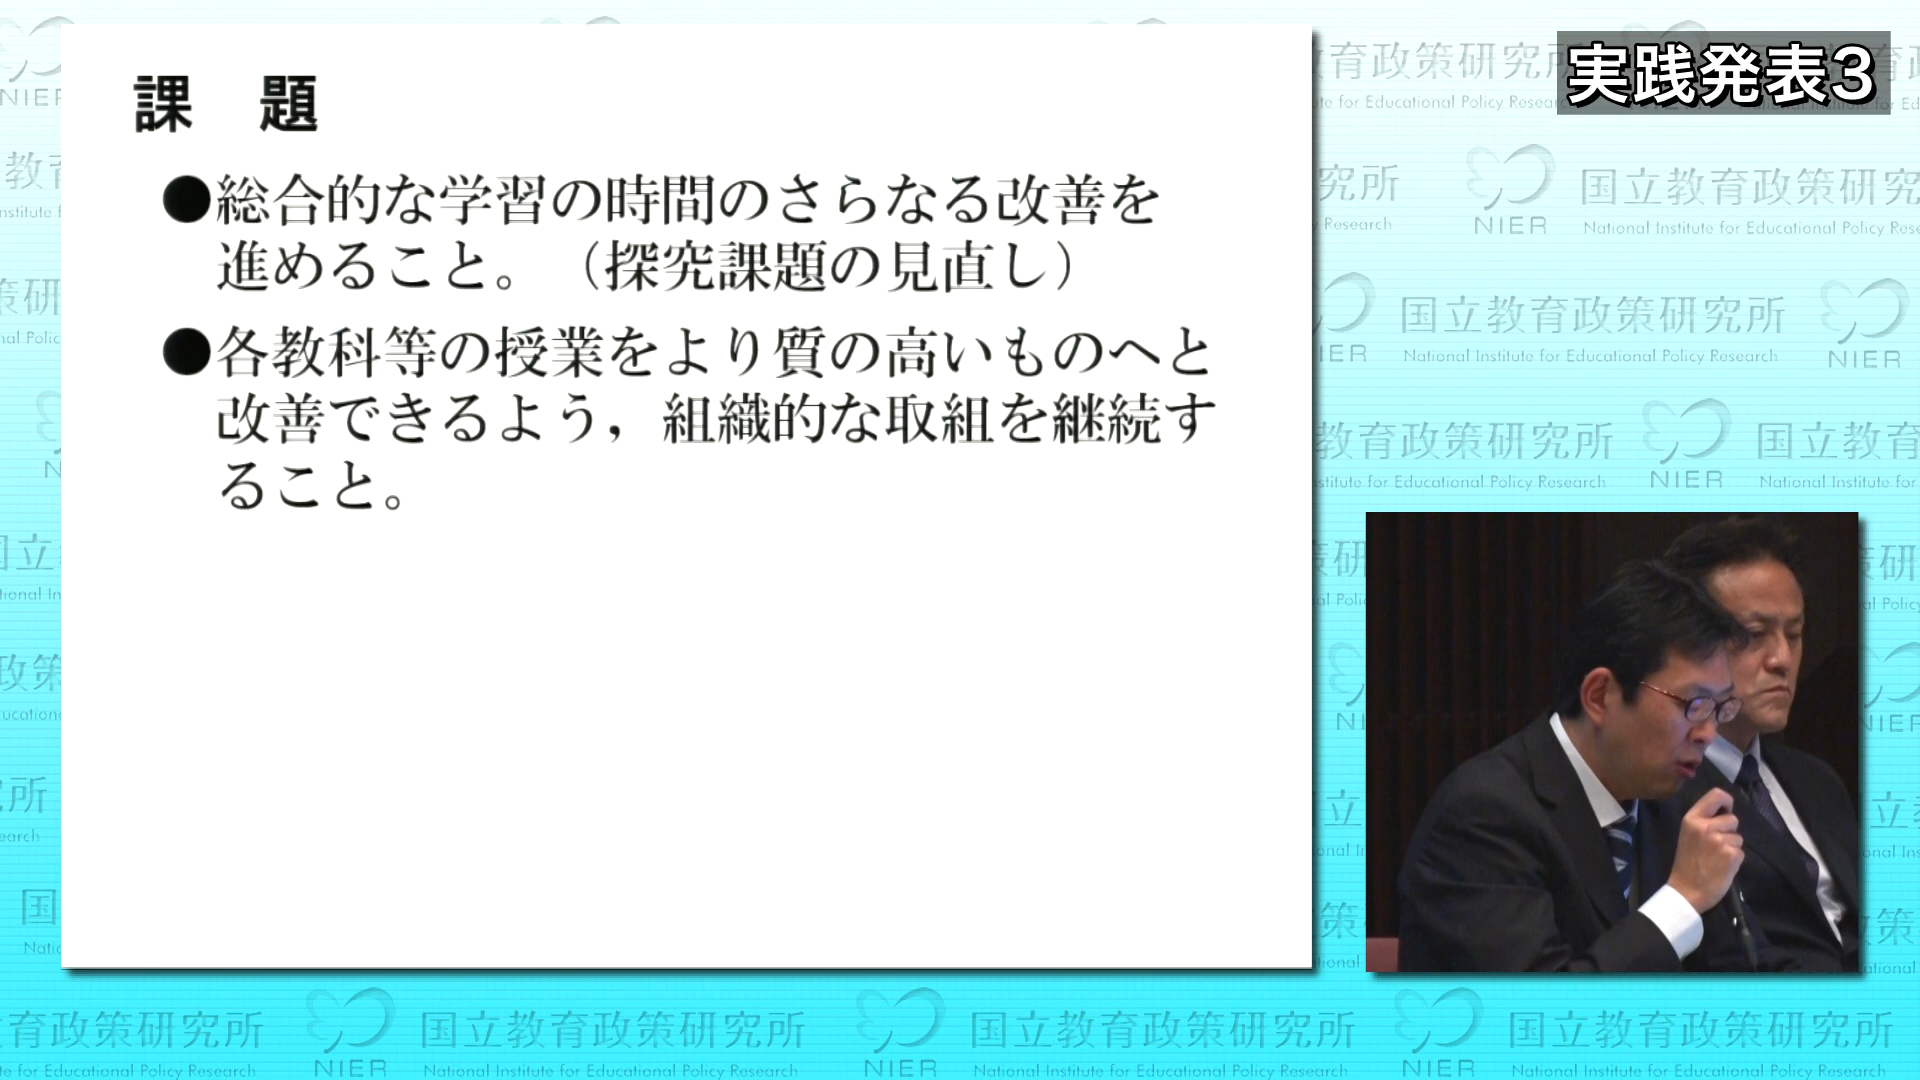 実践発表3
課　題
●総合的な学習の時間のさらなる改善を
進めること。（探究課題の見直し）
●各教科等の授業をより質の高いものへと
改善できるよう，組織的な取組を継続す
ること。
国立教育政策研究所
National Institute for Educational Policy Research
NIER